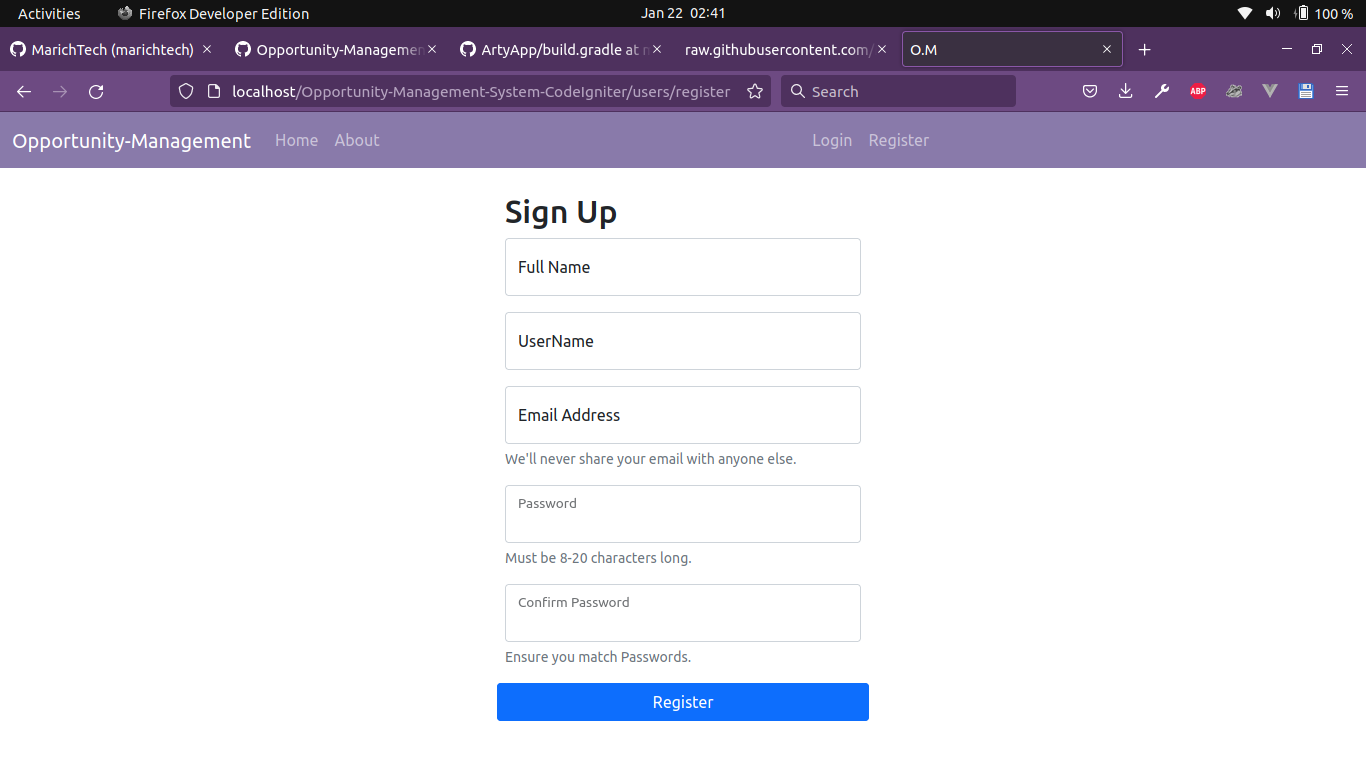 Activities Firefox Developer Edition Jan 22 02:41 100 %
MarichTech (marichtech) Opportunity-Managemen ArtyApp/build.gradle at raw.githubusercontent.com/ O.M
localhost/Opportunity-Management-System-CodeIgniter/users/register Search ABP
Opportunity-Management Home About Login Register
Sign Up
Full Name
UserName
Email Address
We'll never share your email with anyone else.
Password
Must be 8-20 characters long.
Confirm Password
Ensure you match Passwords.
Register